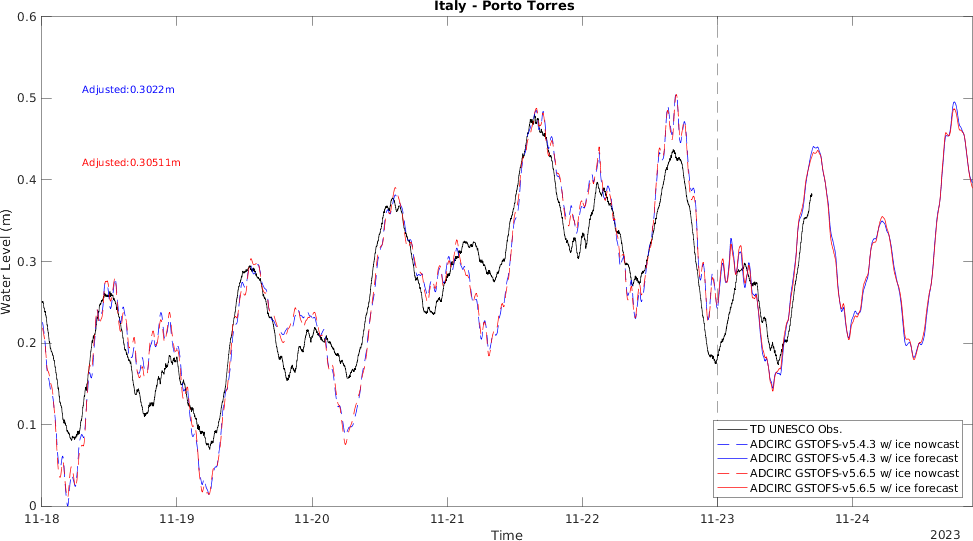 Italy - Porto Torres
0.6
0.5
0.4
0.3
0.2
0.1
0
Water Level (m)
Adjusted:0.3022m
Adjusted:0.30511m
TD UNESCO Obs.
ADCIRC GSTOFS-v5.4.3 w/ ice nowcast
ADCIRC GSTOFS-v5.4.3 w/ ice forecast
ADCIRC GSTOFS-v5.6.5 w/ ice nowcast
ADCIRC GSTOFS-v5.6.5 w/ ice forecast
11-18 11-19 11-20 11-21 11-22 11-23 11-24
Time
2023